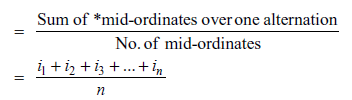 = Sum of *mid-ordinates over one alternation
No. of mid-ordinates
= i₁ + i₂ + i₃ + ... + iₙ
n